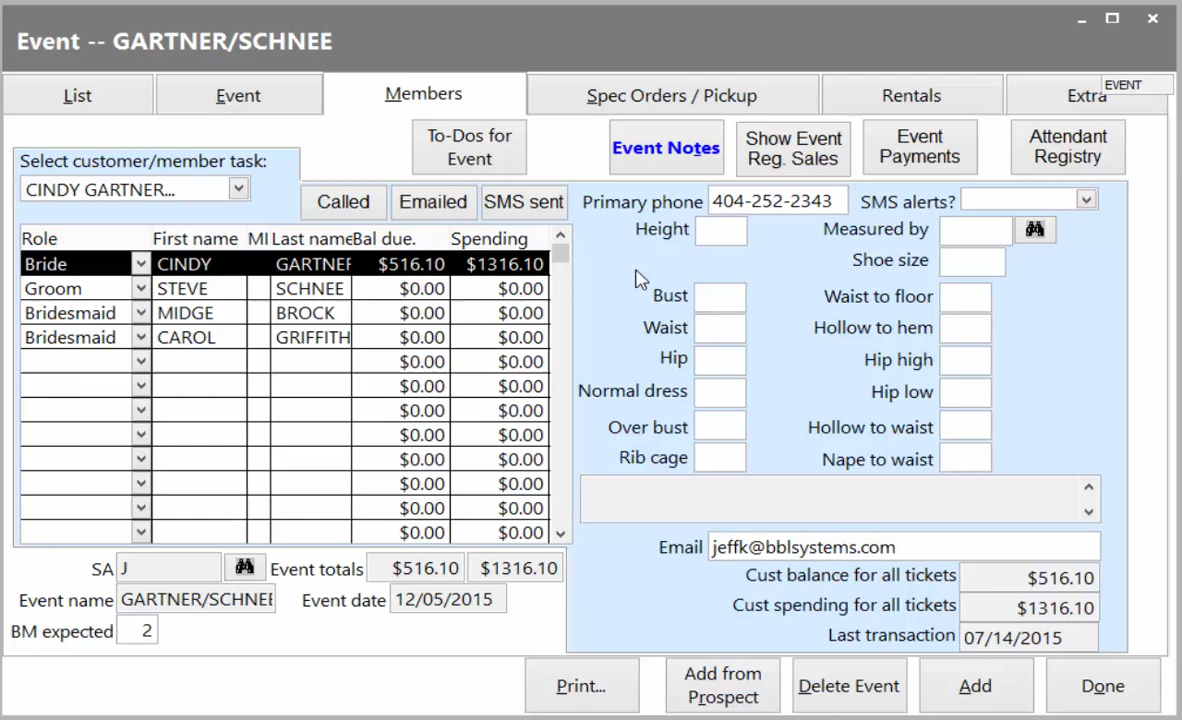 Event -- GARTNER/SCHNEE
List Event Members Spec Orders / Pickup Rentals Extra EVENT
To-Dos for Event
Event Notes
Show Event Reg. Sales
Event Payments
Attendant Registry
Select customer/member task:
CINDY GARTNER...
Called Emailed SMS sent
Role First name MI Last name Bal due. Spending
Bride CINDY GARTNER $516.10 $1316.10
Groom STEVE SCHNEE $0.00 $0.00
Bridesmaid MIDGE BROCK $0.00 $0.00
Bridesmaid CAROL GRIFFITH $0.00 $0.00
$0.00 $0.00
$0.00 $0.00
$0.00 $0.00
$0.00 $0.00
$0.00 $0.00
$0.00 $0.00
$0.00 $0.00
$0.00 $0.00
SA J Event totals $516.10 $1316.10
Event name GARTNER/SCHNEE Event date 12/05/2015
BM expected 2
Primary phone 404-252-2343 SMS alerts?
Height Measured by
Shoe size
Bust Waist to floor
Waist Hollow to hem
Hip Hip high
Normal dress Hip low
Over bust Hollow to waist
Rib cage Nape to waist
Email jeffk@bblsystems.com
Cust balance for all tickets $516.10
Cust spending for all tickets $1316.10
Last transaction 07/14/2015
Print... Add from Prospect Delete Event Add Done